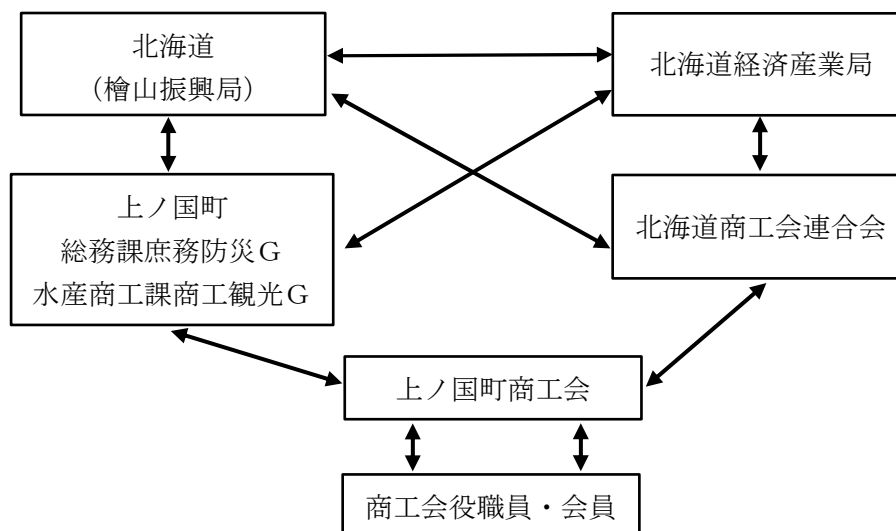 北海道
（檜山振興局）
北海道経済産業局
上ノ国町
総務課庶務防災Ｇ
水産商工課商工観光Ｇ
北海道商工会連合会
上ノ国町商工会
商工会役職員・会員